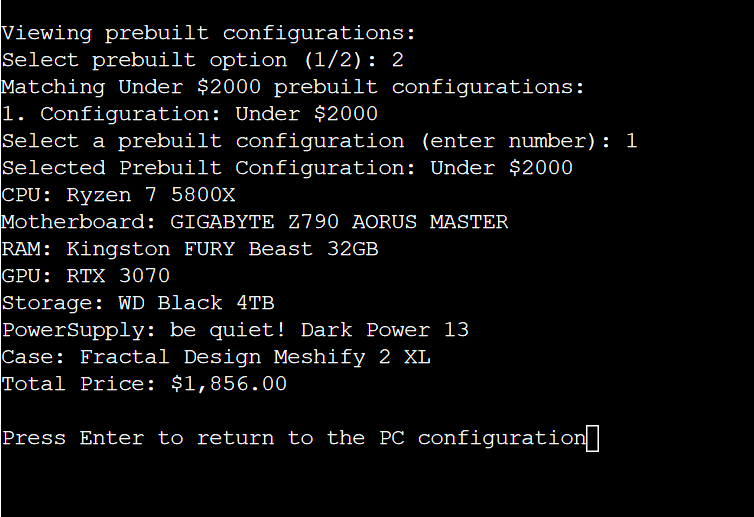 Viewing prebuilt configurations:
Select prebuilt option (1/2): 2
Matching Under $2000 prebuilt configurations:
1. Configuration: Under $2000
Select a prebuilt configuration (enter number): 1
Selected Prebuilt Configuration: Under $2000
CPU: Ryzen 7 5800X
Motherboard: GIGABYTE Z790 AORUS MASTER
RAM: Kingston FURY Beast 32GB
GPU: RTX 3070
Storage: WD Black 4TB
PowerSupply: be quiet! Dark Power 13
Case: Fractal Design Meshify 2 XL
Total Price: $1,856.00
Press Enter to return to the PC configuration